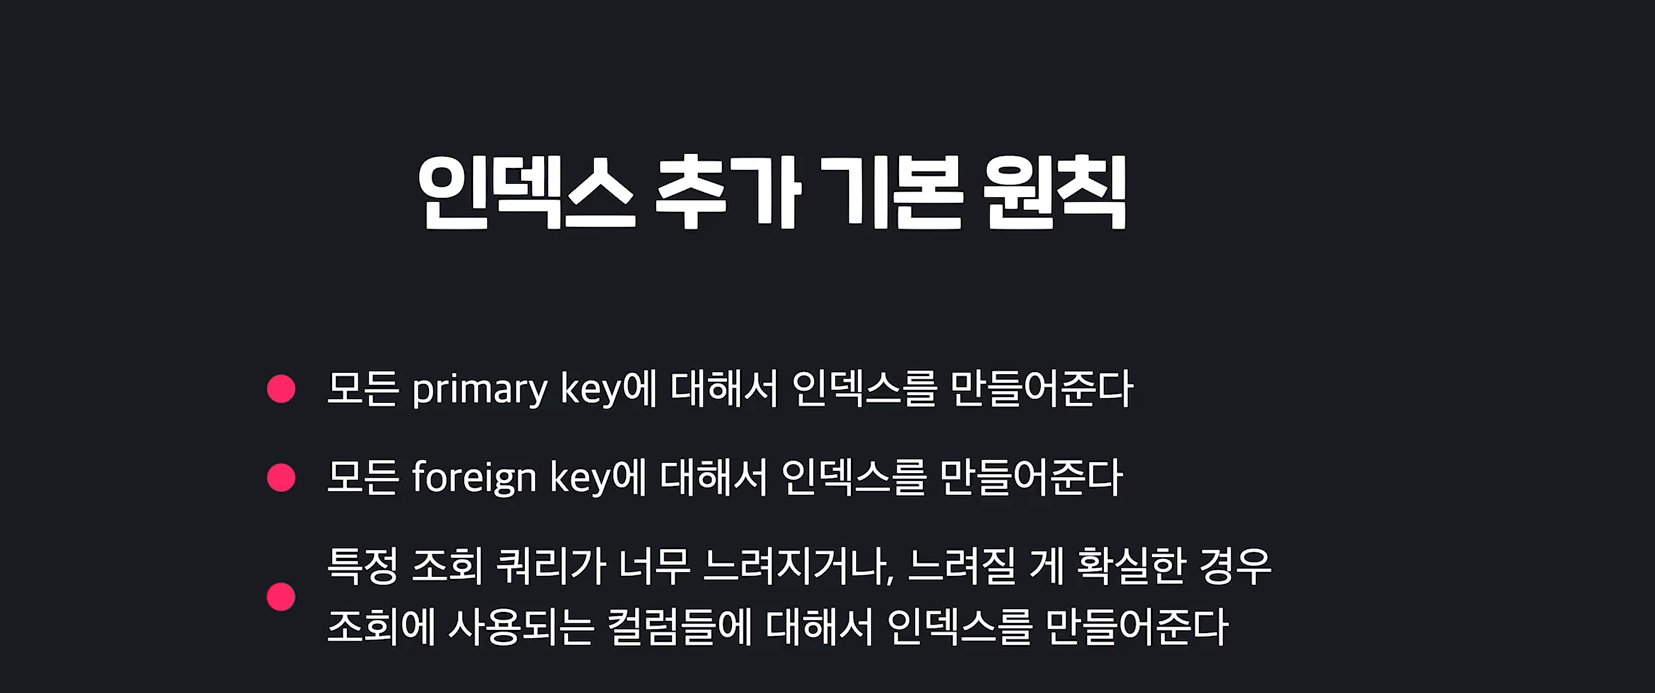 인덱스 추가 기본 원칙
모든 primary key에 대해서 인덱스를 만들어준다
모든 foreign key에 대해서 인덱스를 만들어준다
특정 조회 쿼리가 너무 느려지거나, 느려질 게 확실한 경우
조회에 사용되는 컬럼들에 대해서 인덱스를 만들어준다